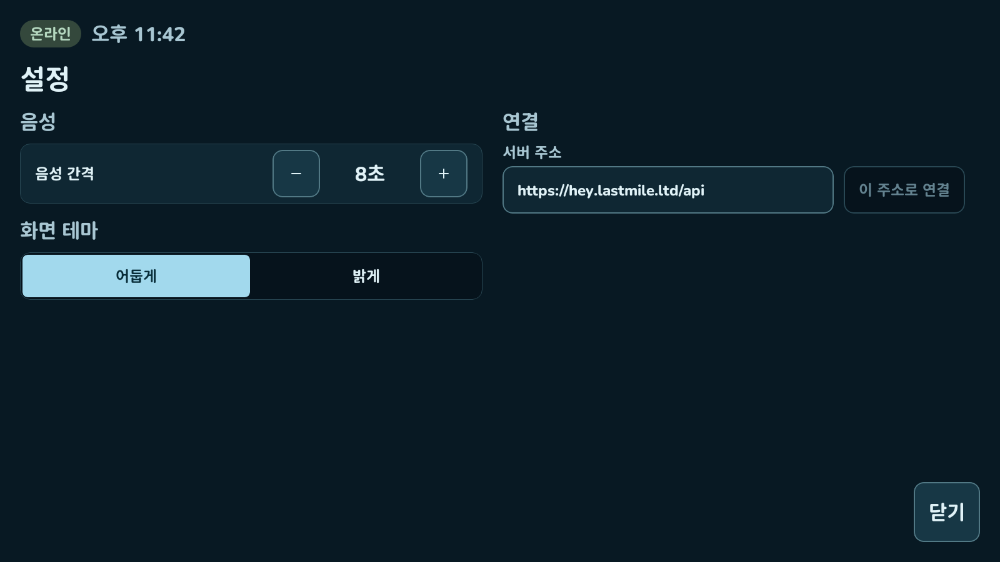 온라인 오후 11:42
설정
음성
음성 간격 − 8초 +
화면 테마
어둡게 밝게
연결
서버 주소
https://hey.lastmile.ltd/api 이 주소로 연결
닫기